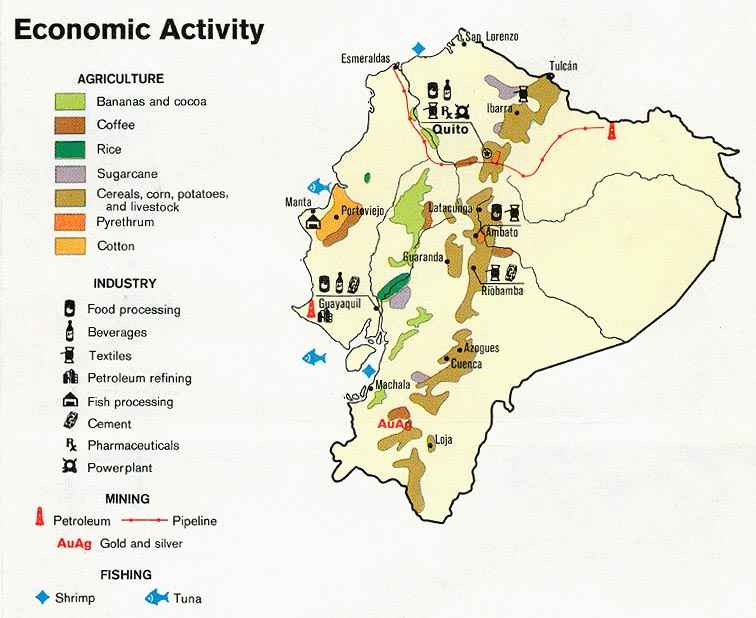 Economic Activity
AGRICULTURE
Bananas and cocoa
Coffee
Rice
Sugarcane
Cereals, corn, potatoes,
and livestock
Pyrethrum
Cotton
INDUSTRY
Food processing
Beverages
Textiles
Petroleum refining
Fish processing
Cement
Rx Pharmaceuticals
Powerplant
MINING
Petroleum
Pipeline
AuAg Gold and silver
FISHING
Shrimp
Tuna
San Lorenzo
Esmeraldas
Tulcán
Ibarra
Rx
Quito
Manta
Portoviejo
Latacunga
Ambato
Guaranda
Riobamba
Guayaquil
Azogues
Cuenca
Machala
AuAg
Loja